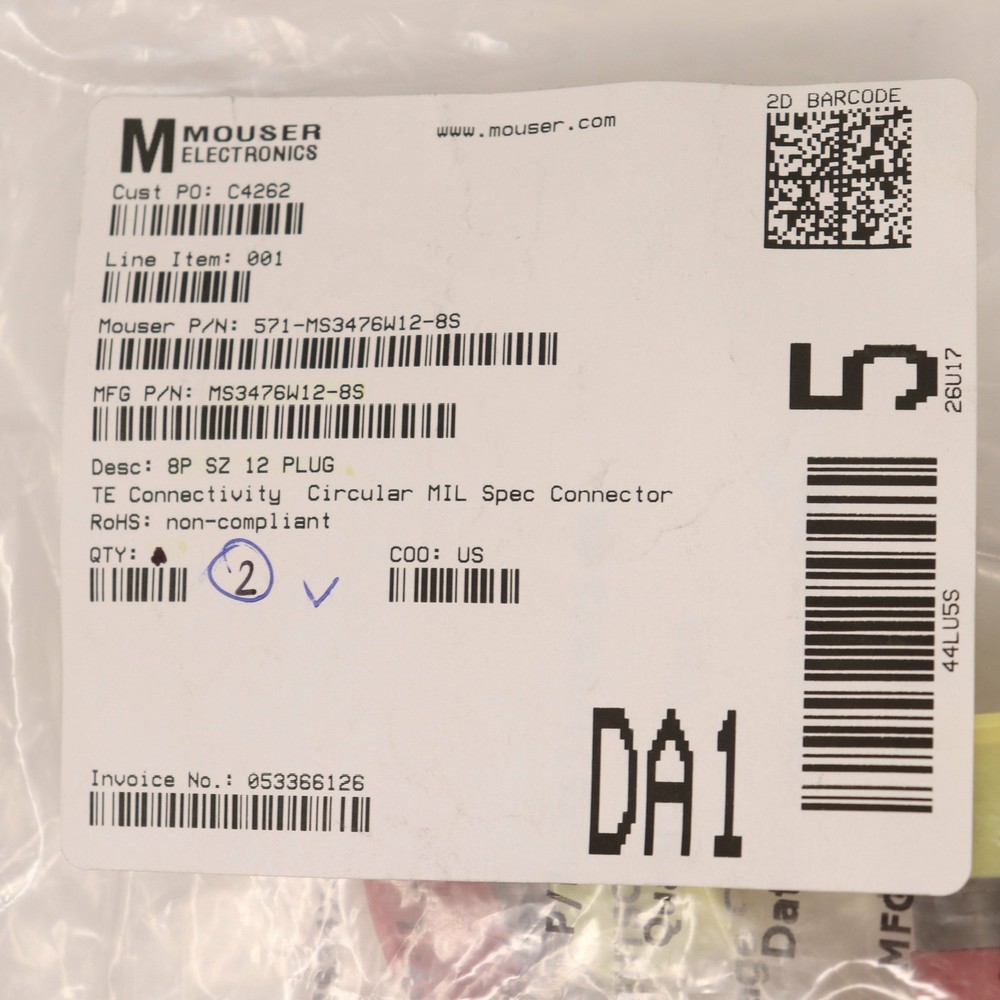 M MOUSER
ELECTRONICS
www.mouser.com
2D BARCODE
Cust PO: C4262
Line Item: 001
Mouser P/N: 571-MS3476W12-8S
MFG P/N: MS3476W12-8S
Desc: 8P SZ 12 PLUG
TE Connectivity Circular MIL Spec Connector
RoHS: non-compliant
QTY:
2
COO: US
Invoice No.: 053366126
DA1
5
26U17
44LU5S
P/
MFG